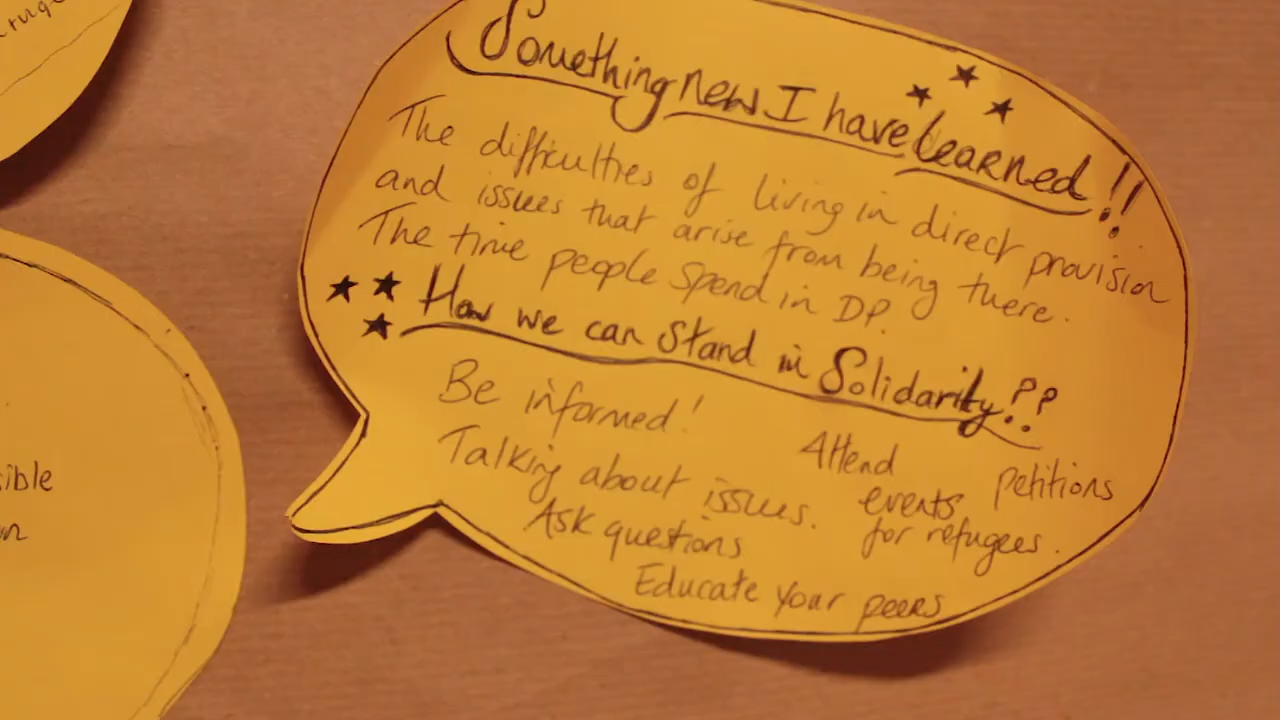 Something new I have learned!!
The difficulties of living in direct provision
and issues that arise from being there.
The time people spend in DP.
How we can Stand in Solidarity??
Be informed!
Attend events for refugees.
petitions
Talking about issues.
Ask questions
Educate your peers
sible